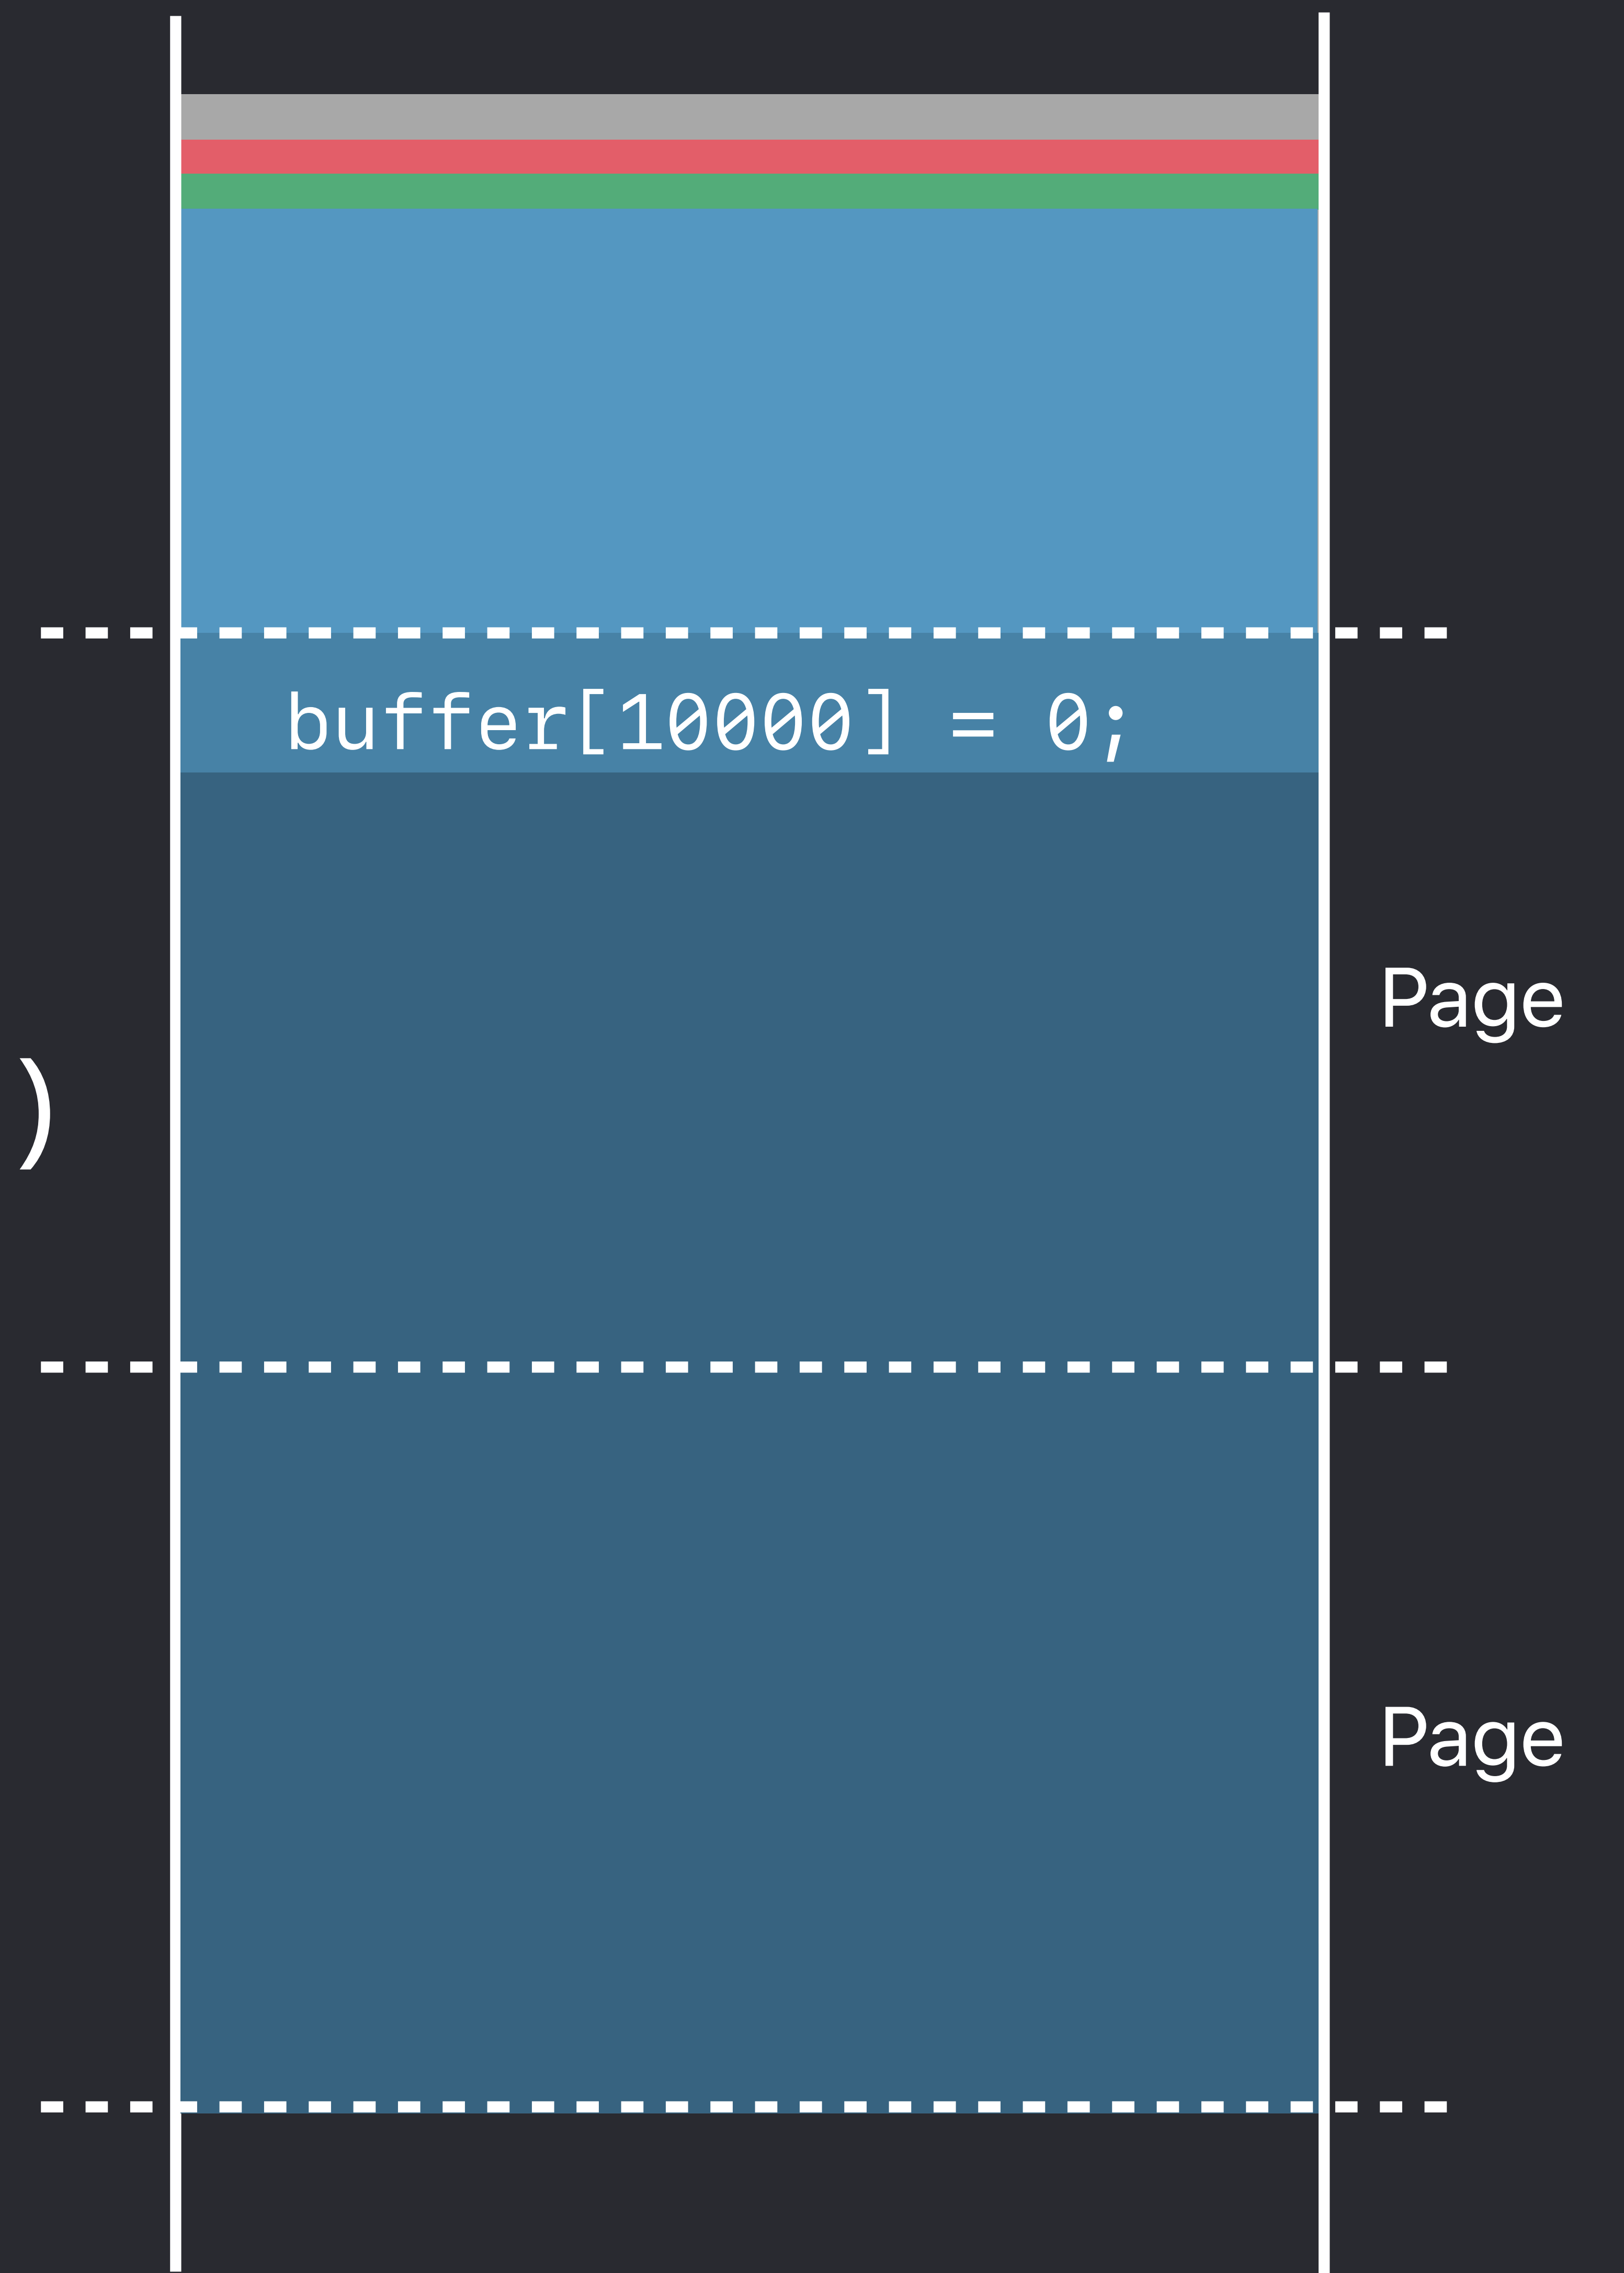 buffer[10000] = 0;
Page
)
Page